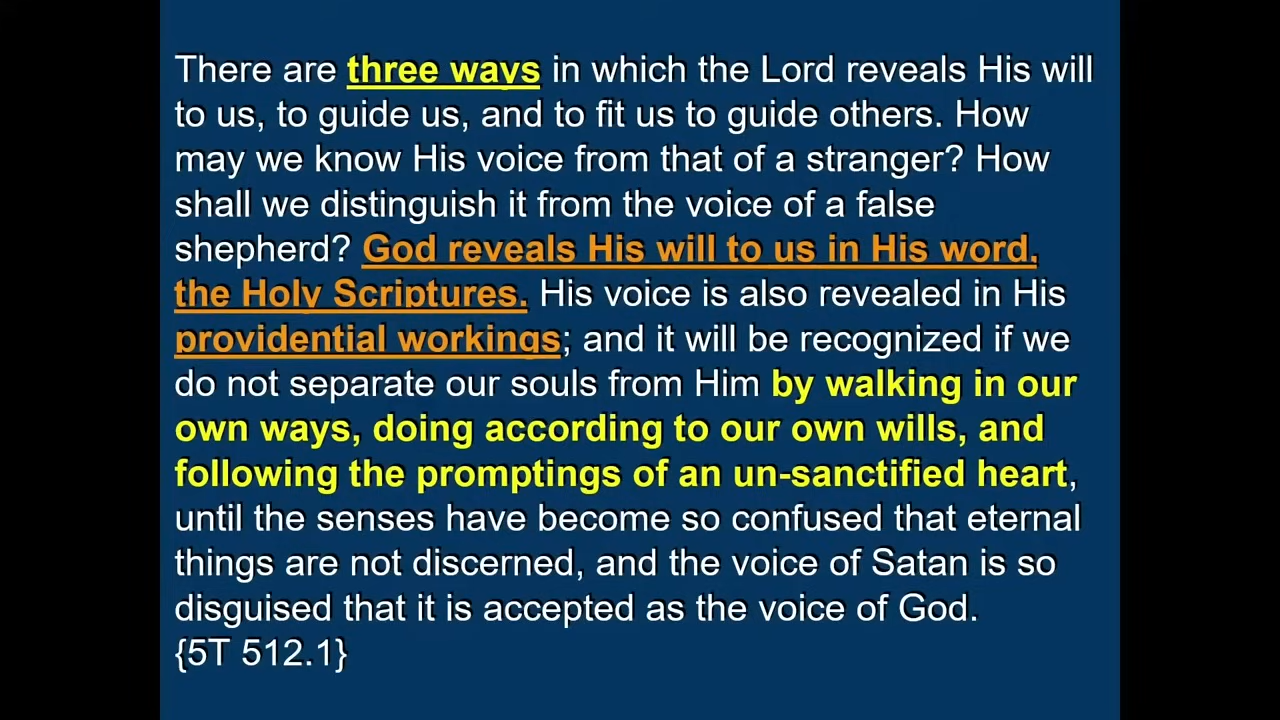 There are three ways in which the Lord reveals His will
to us, to guide us, and to fit us to guide others. How
may we know His voice from that of a stranger? How
shall we distinguish it from the voice of a false
shepherd? God reveals His will to us in His word,
the Holy Scriptures. His voice is also revealed in His
providential workings; and it will be recognized if we
do not separate our souls from Him by walking in our
own ways, doing according to our own wills, and
following the promptings of an un-sanctified heart,
until the senses have become so confused that eternal
things are not discerned, and the voice of Satan is so
disguised that it is accepted as the voice of God.
{5T 512.1}